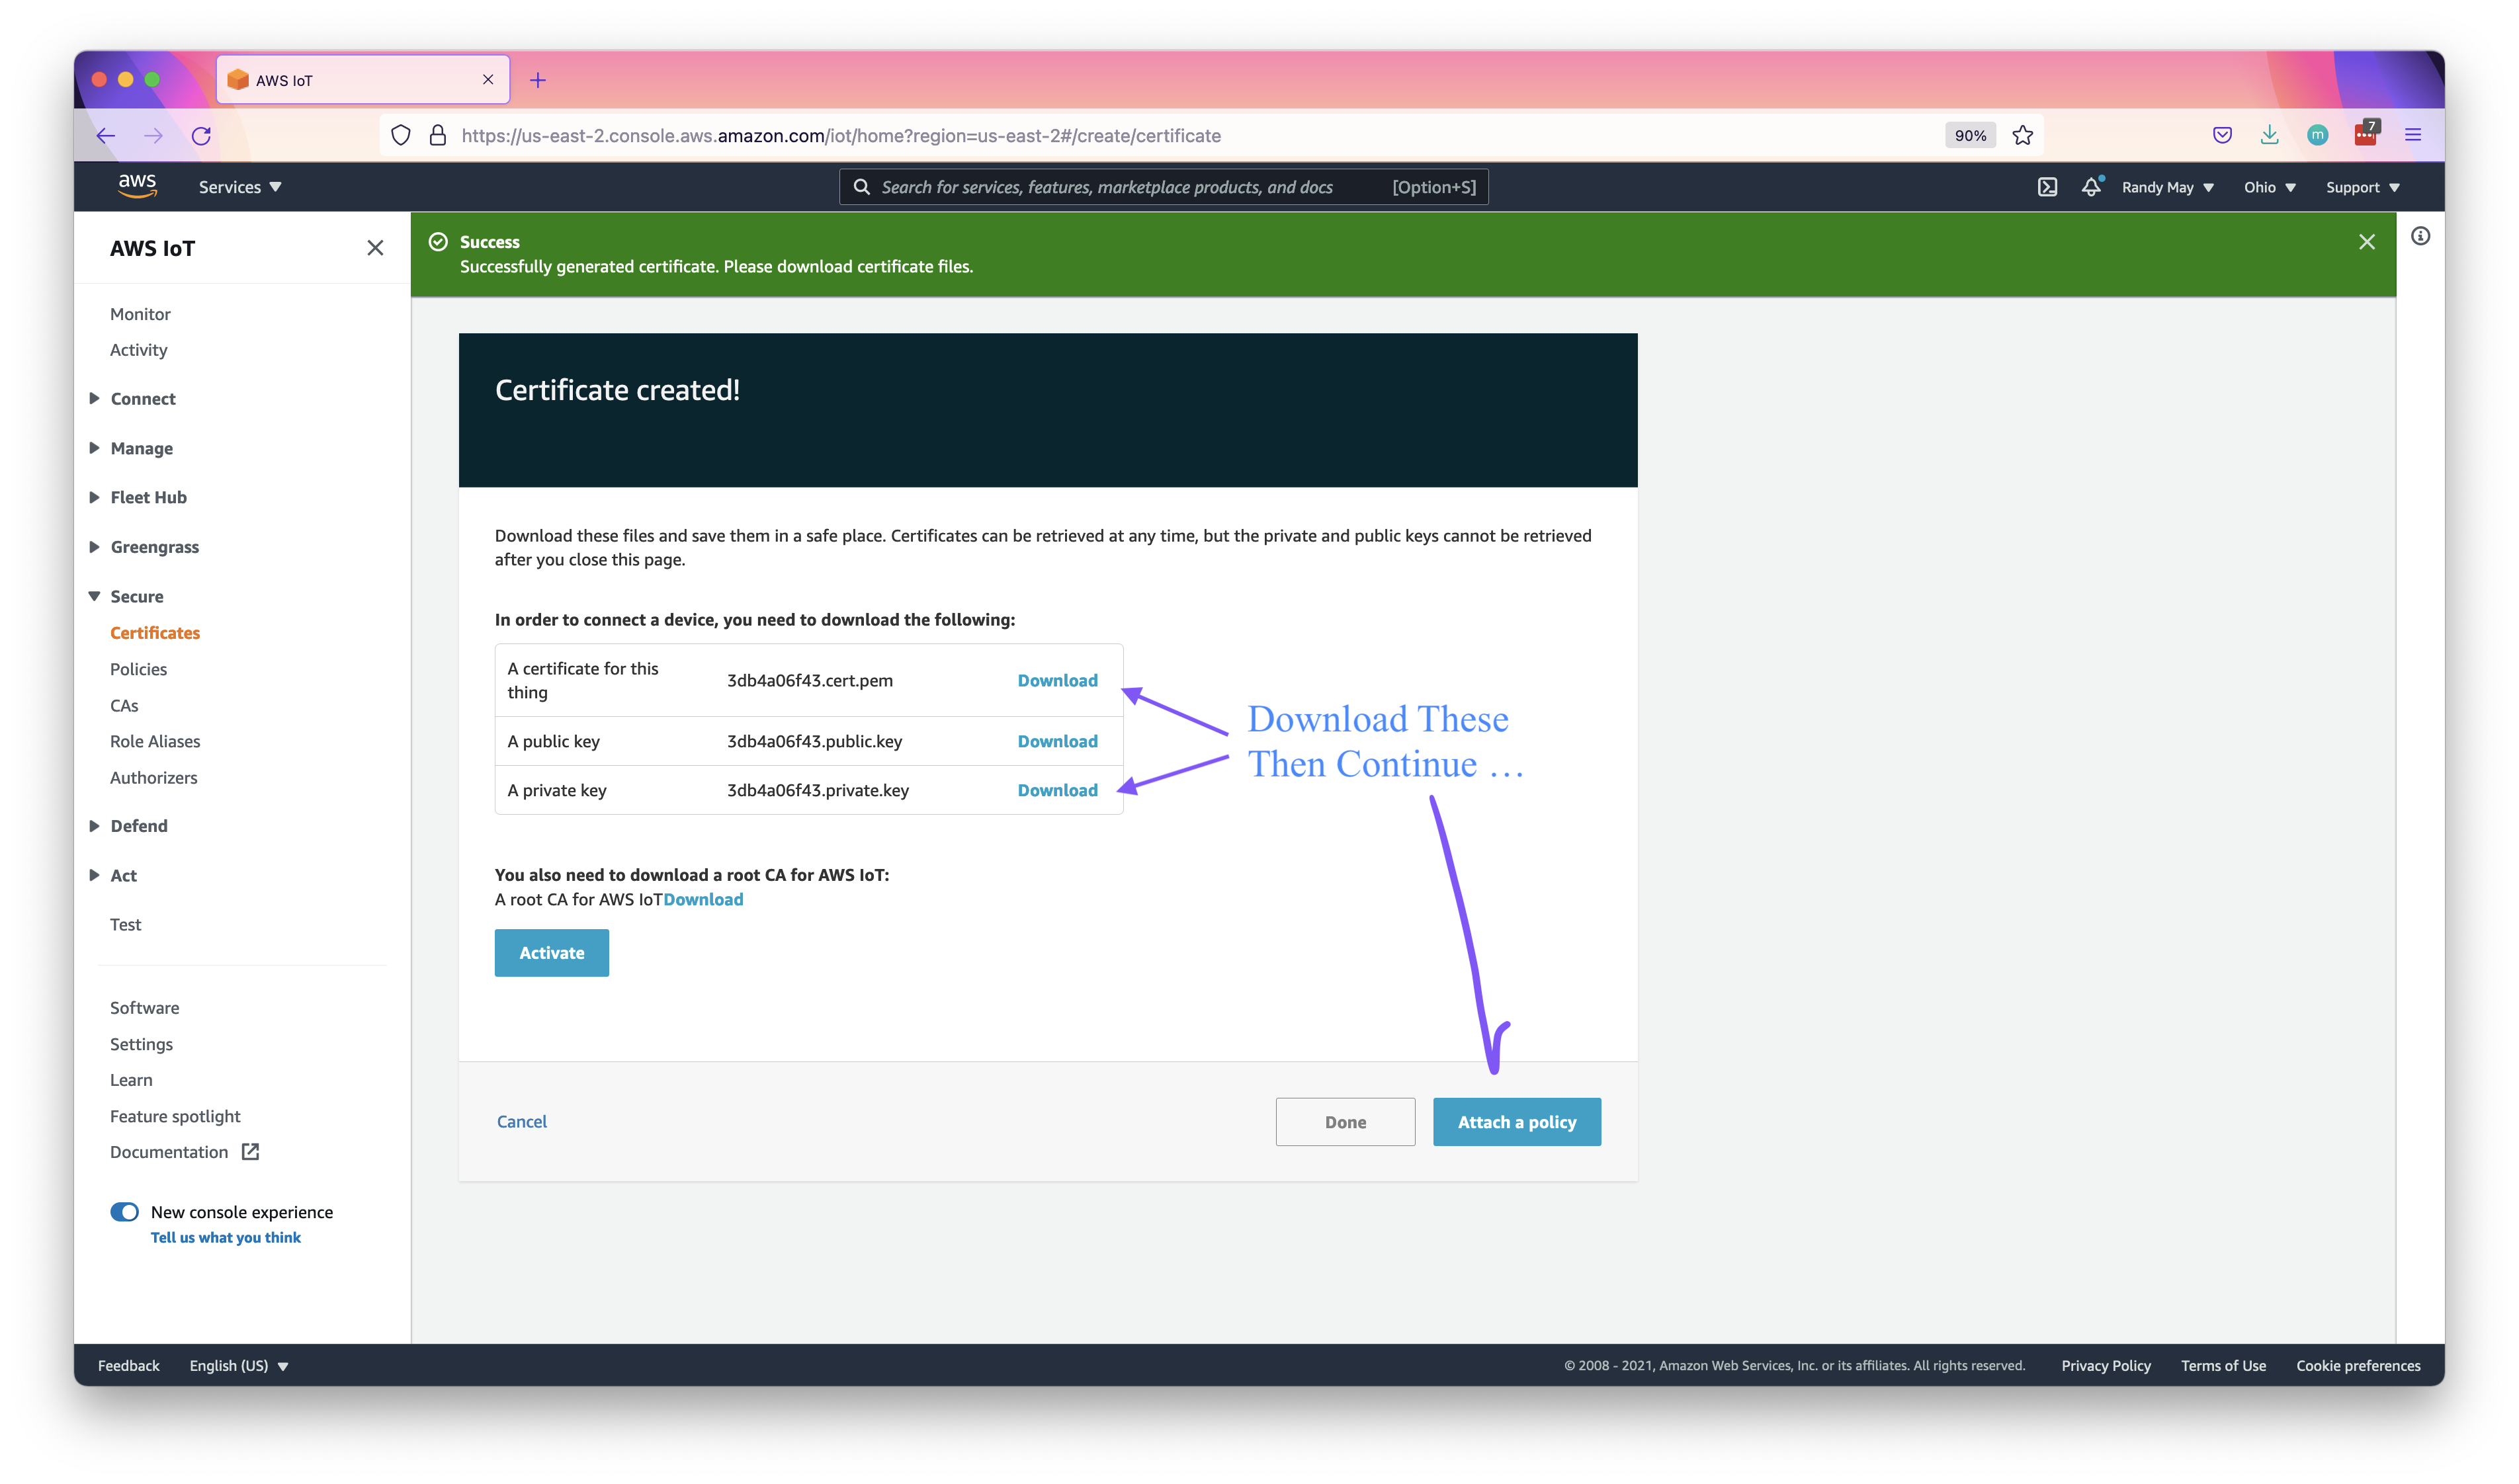 AWS IoT
https://us-east-2.console.aws.amazon.com/iot/home?region=us-east-2#/create/certificate
90%
m
7
aws
Services
Search for services, features, marketplace products, and docs
[Option+S]
Randy May
Ohio
Support
AWS IoT
Monitor
Activity
Connect
Manage
Fleet Hub
Greengrass
Secure
Certificates
Policies
CAs
Role Aliases
Authorizers
Defend
Act
Test
Software
Settings
Learn
Feature spotlight
Documentation
New console experience
Tell us what you think
Success
Successfully generated certificate. Please download certificate files.
Certificate created!
Download these files and save them in a safe place. Certificates can be retrieved at any time, but the private and public keys cannot be retrieved
after you close this page.
In order to connect a device, you need to download the following:
A certificate for this
thing
3db4a06f43.cert.pem
Download
A public key
3db4a06f43.public.key
Download
A private key
3db4a06f43.private.key
Download
Download These
Then Continue ...
You also need to download a root CA for AWS IoT:
A root CA for AWS IoTDownload
Activate
Cancel
Done
Attach a policy
Feedback
English (US)
© 2008 - 2021, Amazon Web Services, Inc. or its affiliates. All rights reserved.
Privacy Policy
Terms of Use
Cookie preferences